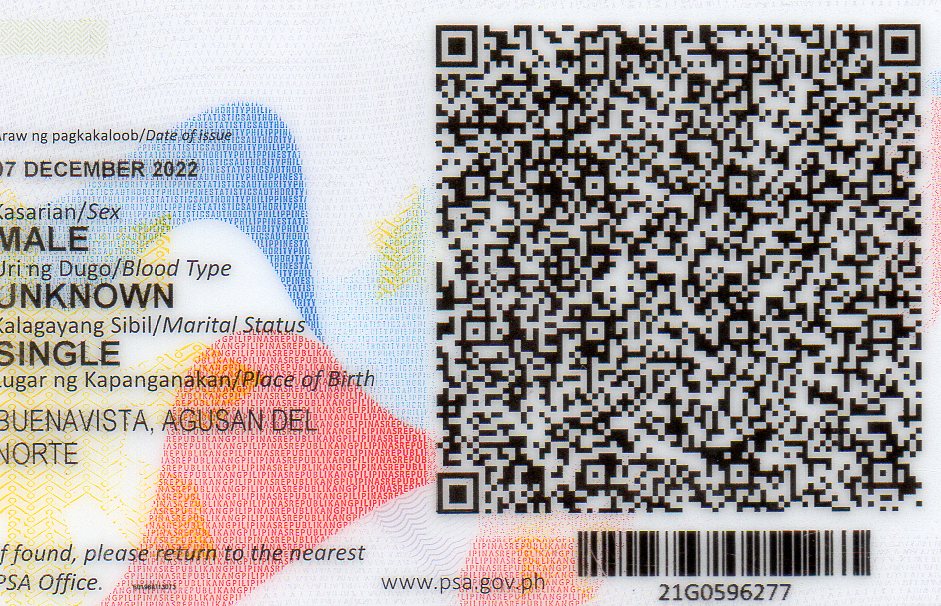 Araw ng pagkakaloob/Date of issue
07 DECEMBER 2022
Kasarian/Sex
MALE
Uri ng Dugo/Blood Type
UNKNOWN
Kalagayang Sibil/Marital Status
SINGLE
Lugar ng Kapanganakan/Place of Birth
BUENAVISTA, AGUSAN DEL
NORTE
If found, please return to the nearest
PSA Office.
www.psa.gov.ph
21G0596277